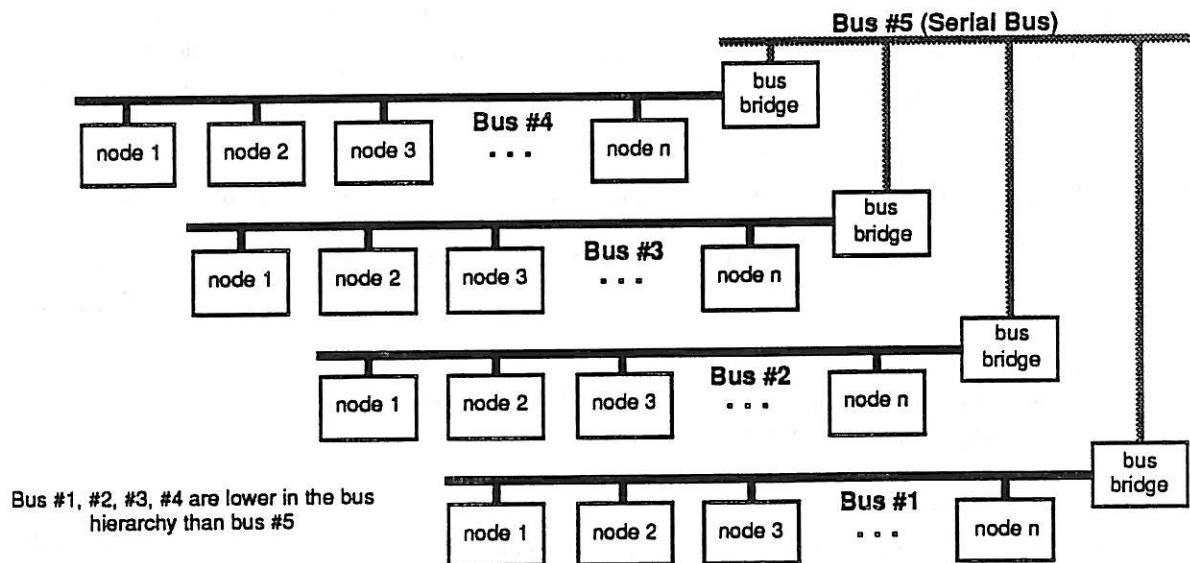 Bus #5 (Serial Bus)
bus
bridge
Bus #4
node 1
node 2
node 3
. . .
node n
bus
bridge
Bus #3
node 1
node 2
node 3
. . .
node n
bus
bridge
Bus #2
node 1
node 2
node 3
. . .
node n
bus
bridge
Bus #1
node 1
node 2
node 3
. . .
node n
Bus #1, #2, #3, #4 are lower in the bus
hierarchy than bus #5